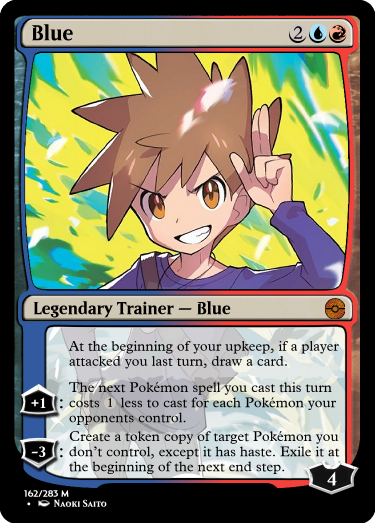 Blue 2
Legendary Trainer — Blue
At the beginning of your upkeep, if a player
attacked you last turn, draw a card.
The next Pokémon spell you cast this turn
+1: costs 1 less to cast for each Pokémon your
opponents control.
Create a token copy of target Pokémon you
-3: don't control, except it has haste. Exile it at
the beginning of the next end step.
4
162/283 M
• Naoki Saito